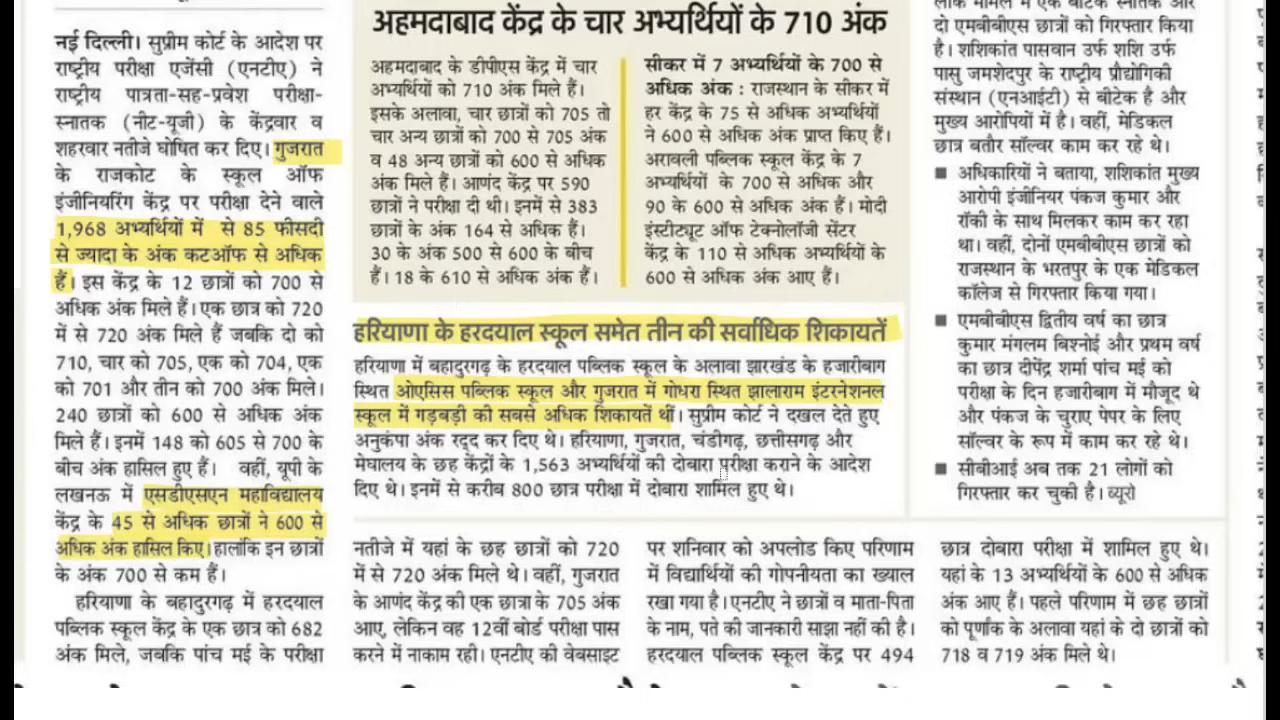 नई दिल्ली। सुप्रीम कोर्ट के आदेश पर
राष्ट्रीय परीक्षा एजेंसी (एनटीए) ने
राष्ट्रीय पात्रता-सह-प्रवेश परीक्षा-
स्नातक (नीट-यूजी) के केंद्रवार व
शहरवार नतीजे घोषित कर दिए। गुजरात
के राजकोट के स्कूल ऑफ
इंजीनियरिंग केंद्र पर परीक्षा देने वाले
1,968 अभ्यर्थियों में से 85 फीसदी
से ज्यादा के अंक कटऑफ से अधिक
हैं। इस केंद्र के 12 छात्रों को 700 से
अधिक अंक मिले हैं। एक छात्र को 720
में से 720 अंक मिले हैं जबकि दो को
710, चार को 705, एक को 704, एक
को 701 और तीन को 700 अंक मिले।
240 छात्रों को 600 से अधिक अंक
मिले हैं। इनमें 148 को 605 से 700 के
बीच अंक हासिल हुए हैं। वहीं, यूपी के
लखनऊ में एसडीएसएन महाविद्यालय
केंद्र के 45 से अधिक छात्रों ने 600 से
अधिक अंक हासिल किए। हालांकि इन छात्रों
के अंक 700 से कम हैं।
हरियाणा के बहादुरगढ़ में हरदयाल
पब्लिक स्कूल केंद्र के एक छात्र को 682
अंक मिले, जबकि पांच मई के परीक्षा
अहमदाबाद केंद्र के चार अभ्यर्थियों के 710 अंक
अहमदाबाद के डीपीएस केंद्र में चार
अभ्यर्थियों को 710 अंक मिले हैं।
इसके अलावा, चार छात्रों को 705 तो
चार अन्य छात्रों को 700 से 705 अंक
व 48 अन्य छात्रों को 600 से अधिक
अंक मिले हैं। आणंद केंद्र पर 590
छात्रों ने परीक्षा दी थी। इनमें से 383
छात्रों के अंक 164 से अधिक हैं।
30 के अंक 500 से 600 के बीच
हैं। 18 के 610 से अधिक अंक हैं।
सीकर में 7 अभ्यर्थियों के 700 से
अधिक अंक : राजस्थान के सीकर में
हर केंद्र के 75 से अधिक अभ्यर्थियों
ने 600 से अधिक अंक प्राप्त किए हैं।
अरावली पब्लिक स्कूल केंद्र के 7
अभ्यर्थियों के 700 से अधिक और
90 के 600 से अधिक अंक हैं। मोदी
इंस्टीट्यूट ऑफ टेक्नोलॉजी सेंटर
केंद्र के 110 से अधिक अभ्यर्थियों के
600 से अधिक अंक आए हैं।
हरियाणा के हरदयाल स्कूल समेत तीन की सर्वाधिक शिकायतें
हरियाणा में बहादुरगढ़ के हरदयाल पब्लिक स्कूल के अलावा झारखंड के हजारीबाग
स्थित ओएसिस पब्लिक स्कूल और गुजरात में गोधरा स्थित झालाराम इंटरनेशनल
स्कूल में गड़बड़ी की सबसे अधिक शिकायतें थीं। सुप्रीम कोर्ट ने दखल देते हुए
अनुकंपा अंक रद्द कर दिए थे। हरियाणा, गुजरात, चंडीगढ़, छत्तीसगढ़ और
मेघालय के छह केंद्रों के 1,563 अभ्यर्थियों की दोबारा परीक्षा कराने के आदेश
दिए थे। इनमें से करीब 800 छात्र परीक्षा में दोबारा शामिल हुए थे।
नतीजे में यहां के छह छात्रों को 720
में से 720 अंक मिले थे। वहीं, गुजरात
के आणंद केंद्र की एक छात्रा के 705 अंक
आए, लेकिन वह 12वीं बोर्ड परीक्षा पास
करने में नाकाम रही। एनटीए की वेबसाइट
पर शनिवार को अपलोड किए परिणाम
में विद्यार्थियों की गोपनीयता का ख्याल
रखा गया है। एनटीए ने छात्रों व माता-पिता
के नाम, पते की जानकारी साझा नहीं की है।
हरदयाल पब्लिक स्कूल केंद्र पर 494
छात्र दोबारा परीक्षा में शामिल हुए थे।
यहां के 13 अभ्यर्थियों के 600 से अधिक
अंक आए हैं। पहले परिणाम में छह छात्रों
को पूर्णांक के अलावा यहां के दो छात्रों को
718 व 719 अंक मिले थे।
लीक मामले में एक बीटेक स्नातक और
दो एमबीबीएस छात्रों को गिरफ्तार किया
है। शशिकांत पासवान उर्फ शशि उर्फ
पासु जमशेदपुर के राष्ट्रीय प्रौद्योगिकी
संस्थान (एनआईटी) से बीटेक है और
मुख्य आरोपियों में है। वहीं, मेडिकल
छात्र बतौर सॉल्वर काम कर रहे थे।
■ अधिकारियों ने बताया, शशिकांत मुख्य
आरोपी इंजीनियर पंकज कुमार और
रॉकी के साथ मिलकर काम कर रहा
था। वहीं, दोनों एमबीबीएस छात्रों को
राजस्थान के भरतपुर के एक मेडिकल
कॉलेज से गिरफ्तार किया गया।
■ एमबीबीएस द्वितीय वर्ष का छात्र
कुमार मंगलम बिश्नोई और प्रथम वर्ष
का छात्र दीपेंद्र शर्मा पांच मई को
परीक्षा के दिन हजारीबाग में मौजूद थे
और पंकज के चुराए पेपर के लिए
सॉल्वर के रूप में काम कर रहे थे।
■ सीबीआई अब तक 21 लोगों को
गिरफ्तार कर चुकी है। ब्यूरो